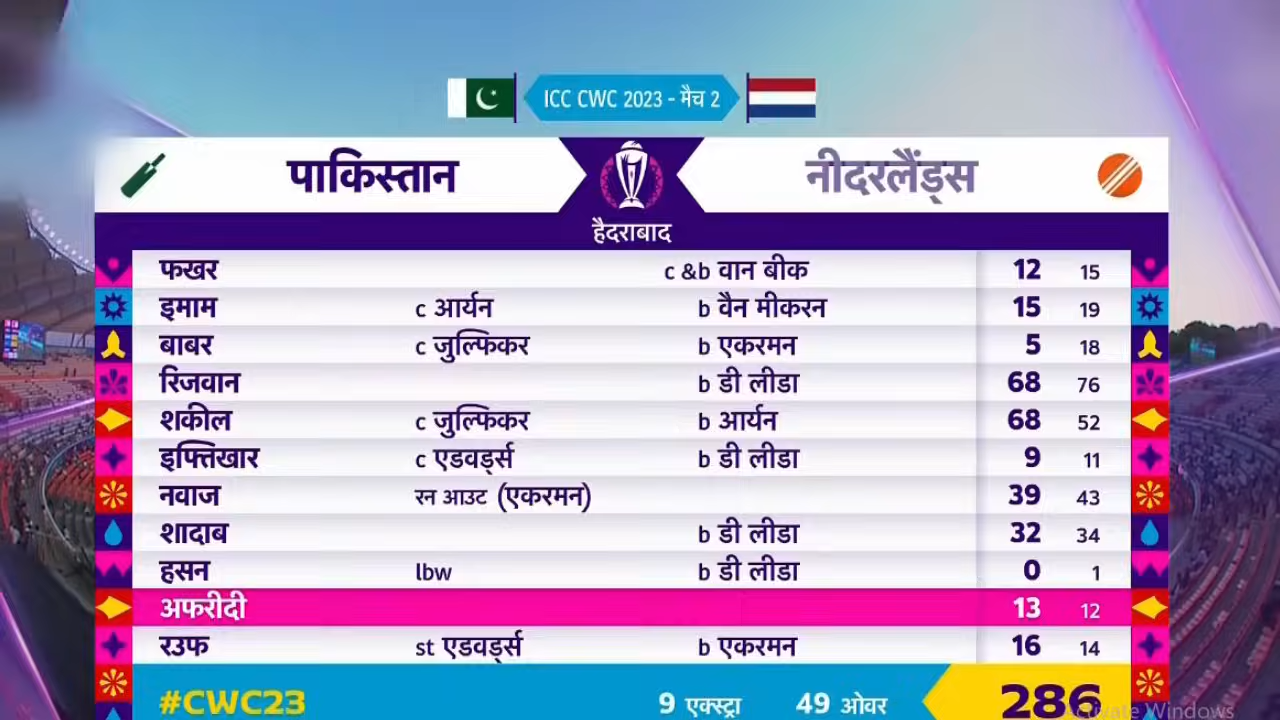 ICC CWC 2023 - मैच 2
पाकिस्तान नीदरलैंड्स
हैदराबाद
फखर c &b वान बीक 12 15
इमाम c आर्यन b वैन मीकरन 15 19
बाबर c जुल्फिकर b एकरमन 5 18
रिजवान b डी लीडा 68 76
शकील c जुल्फिकर b आर्यन 68 52
इफ्तिखार c एडवर्ड्स b डी लीडा 9 11
नवाज रन आउट (एकरमन) 39 43
शादाब b डी लीडा 32 34
हसन lbw b डी लीडा 0 1
अफरीदी 13 12
रउफ st एडवर्ड्स b एकरमन 16 14
#CWC23 9 एक्स्ट्रा 49 ओवर 286
Activate Windows